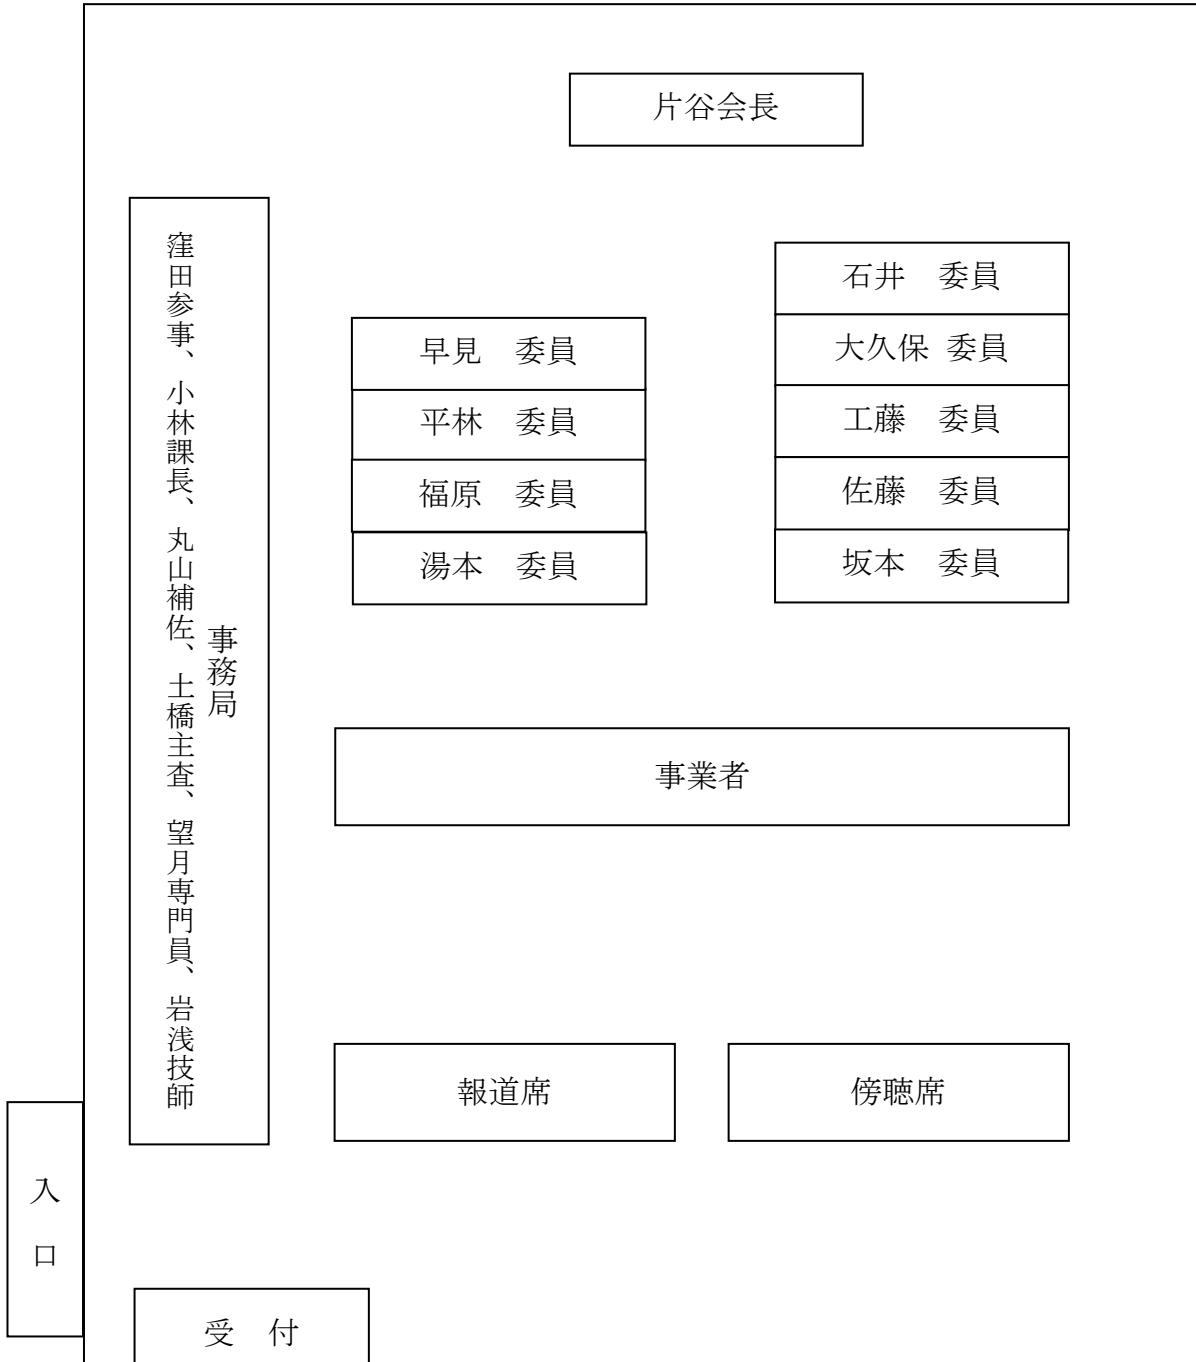 片谷会長
石井　委員
大久保 委員
工藤　委員
佐藤　委員
坂本　委員
早見　委員
平林　委員
福原　委員
湯本　委員
事務局
窪田参事、小林課長、丸山補佐、土橋主査、望月専門員、岩浅技師
事業者
報道席
傍聴席
入口
受　付